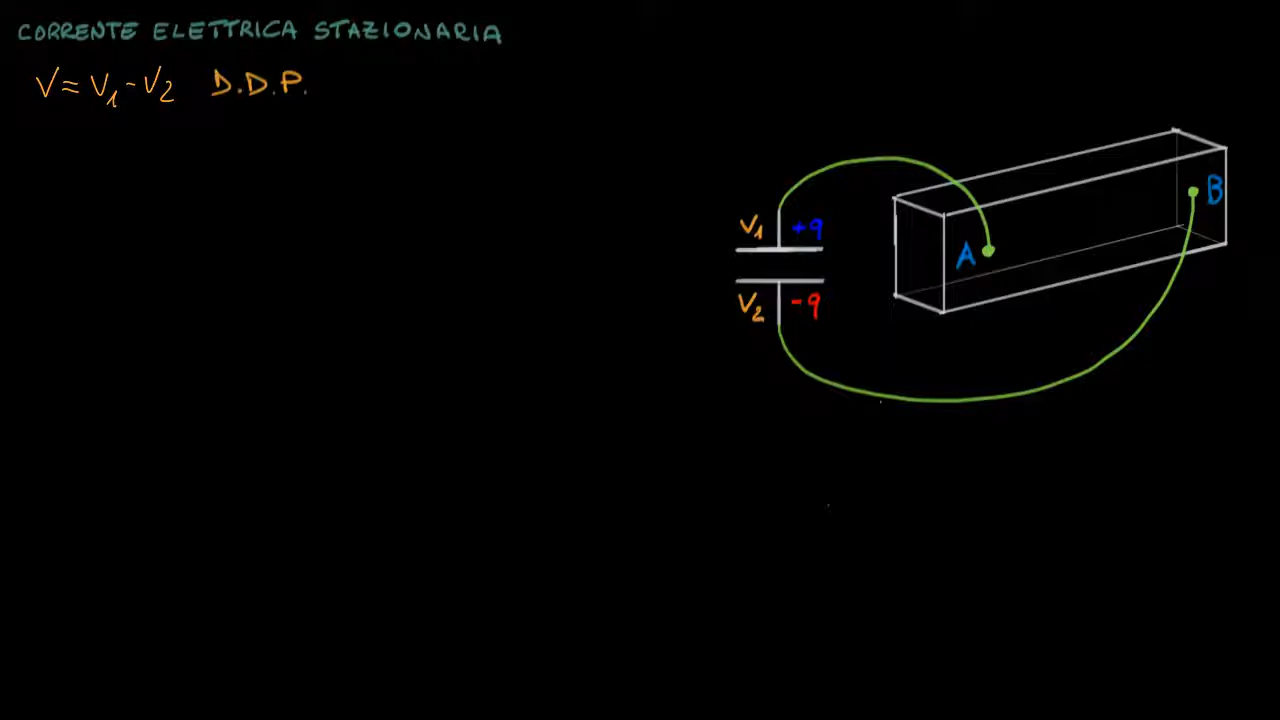 CORRENTE ELETTRICA STAZIONARIA
V = V1 - V2 D.D.P.
V1 +q
A
B
V2 -q